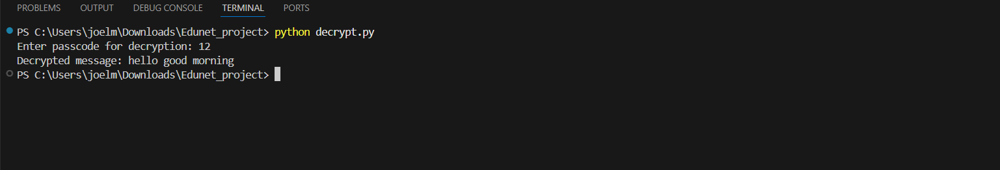 PROBLEMS OUTPUT DEBUG CONSOLE TERMINAL PORTS
PS C:\Users\joelm\Downloads\Edunet_project> python decrypt.py
Enter passcode for decryption: 12
Decrypted message: hello good morning
PS C:\Users\joelm\Downloads\Edunet_project>